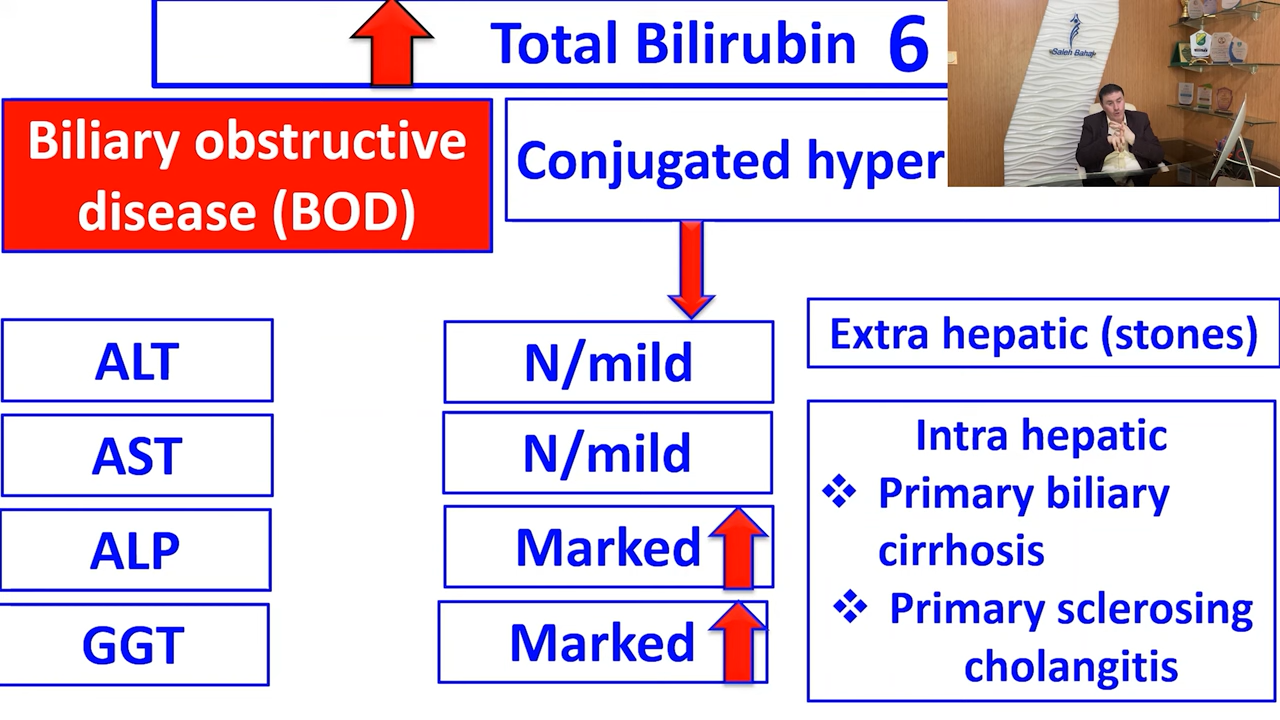 Total Bilirubin 6
Biliary obstructive
disease (BOD)
Conjugated hyper
Saleh Bahaj
ALT
N/mild
AST
N/mild
ALP
Marked
GGT
Marked
Extra hepatic (stones)
Intra hepatic
❖ Primary biliary
cirrhosis
❖ Primary sclerosing
cholangitis